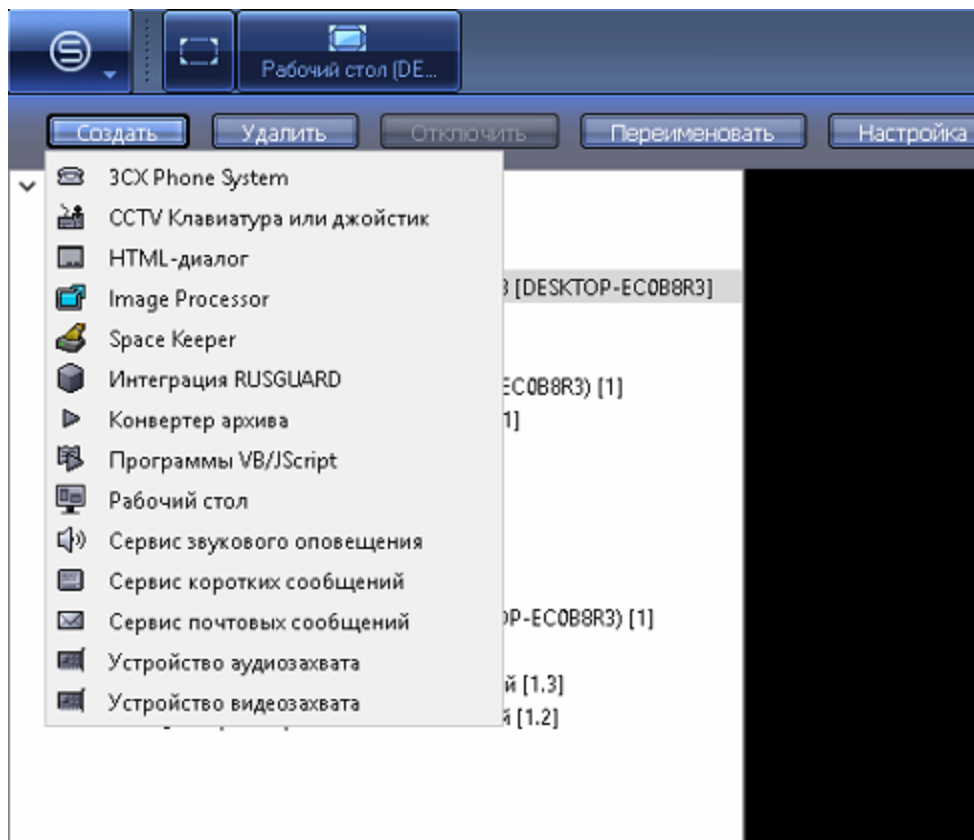 Рабочий стол (DE...
Создать Удалить Отключить Переименовать Настройка
3CX Phone System
CCTV Клавиатура или джойстик
HTML-диалог
Image Processor
[DESKTOP-EC0B8R3]
Space Keeper
Интеграция RUSGUARD
EC0B8R3) [1]
Конвертер архива
1]
Программы VB/JScript
Рабочий стол
Сервис звукового оповещения
Сервис коротких сообщений
Сервис почтовых сообщений
OP-EC0B8R3) [1]
Устройство аудиозахвата
й [1.3]
Устройство видеозахвата
й [1.2]